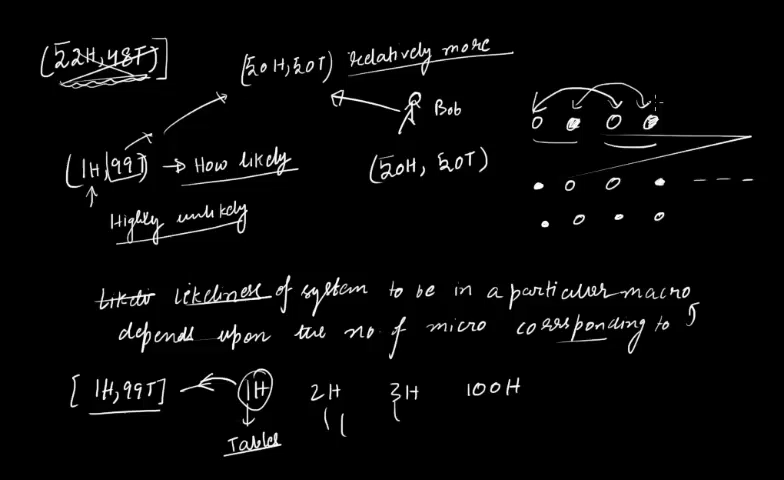 (52H,48T)]
(50H,50T) relatively more
Bob
(1H,99T) → How likely
(50H, 50T)
Highly unlikely
Likdo likeliness of system to be in a particular macro
depends upon the no. of micro corresponding to
[1H,99T] 1H 2H 3H 100H
Tables